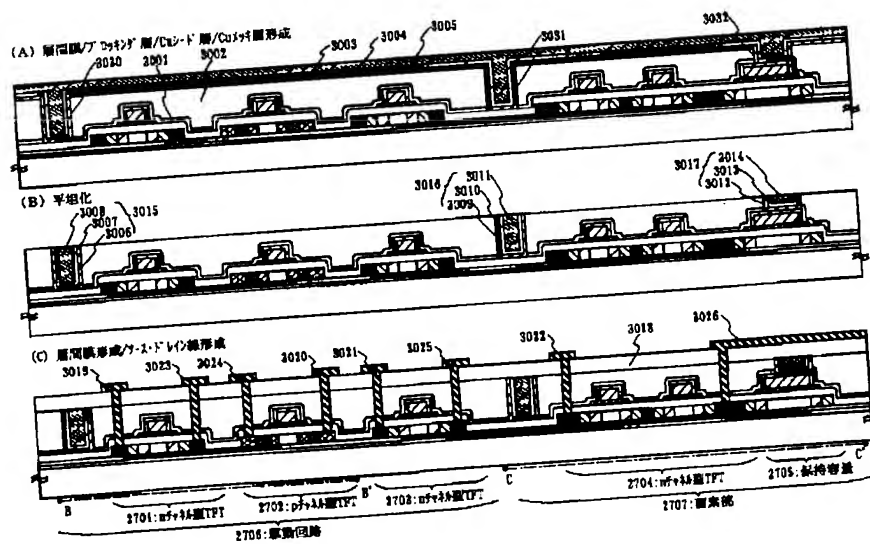 (A) 層間膜/ブロッキング層/Cuシード層/Cuメッキ層形成
3030 3001 3002 3003 3004 3005 3031 3032
(B) 平坦化
3008 3007 3006 3015
3016 3011 3010 3009
3017 3014 3013 3012
(C) 層間膜形成/ソース・ドレイン線形成
3019 3023 3024 3020 3021 3025 3022 3018 3026
B B' C C'
2701:nチャネル型TFT 2702:pチャネル型TFT 2703:nチャネル型TFT 2704:nチャネル型TFT 2705:保持容量
2706:駆動回路 2707:画素部